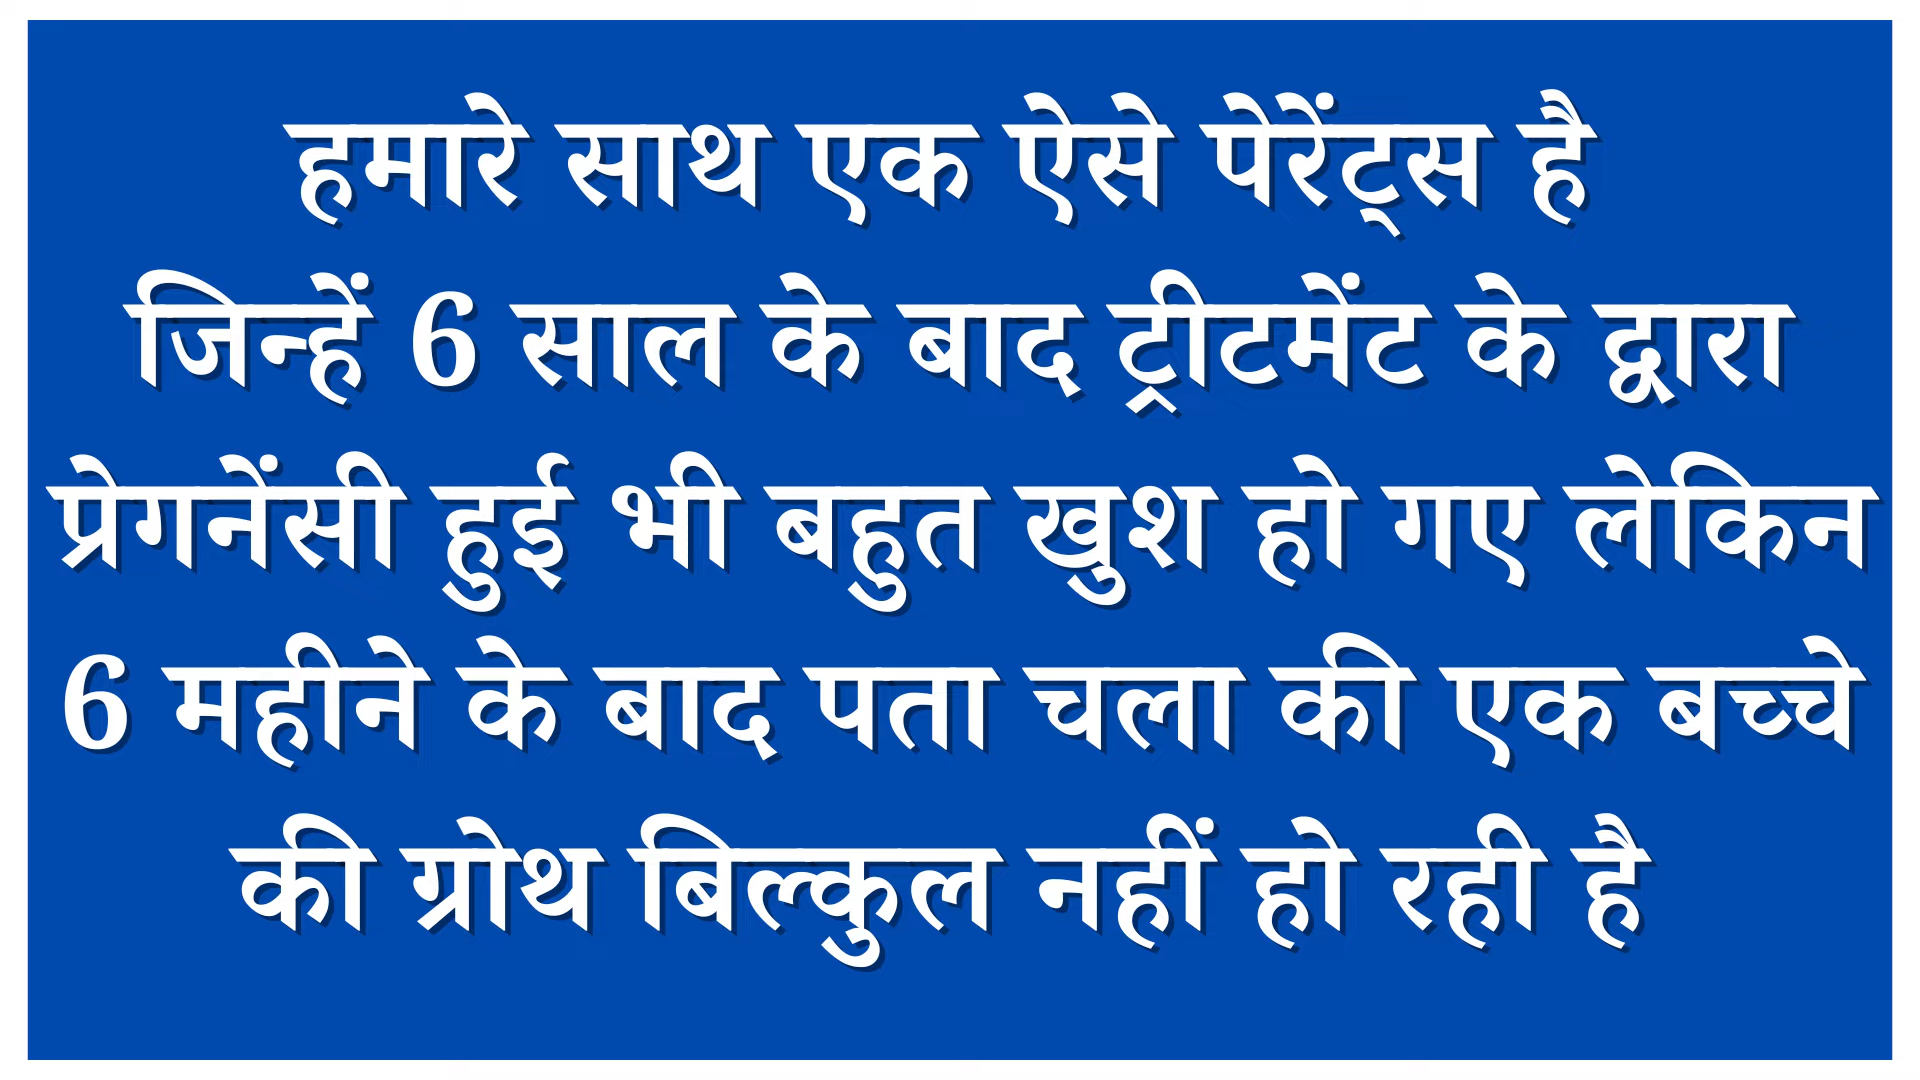 हमारे साथ एक ऐसे पेरेंट्स है
जिन्हें 6 साल के बाद ट्रीटमेंट के द्वारा
प्रेगनेंसी हुई भी बहुत खुश हो गए लेकिन
6 महीने के बाद पता चला की एक बच्चे
की ग्रोथ बिल्कुल नहीं हो रही है